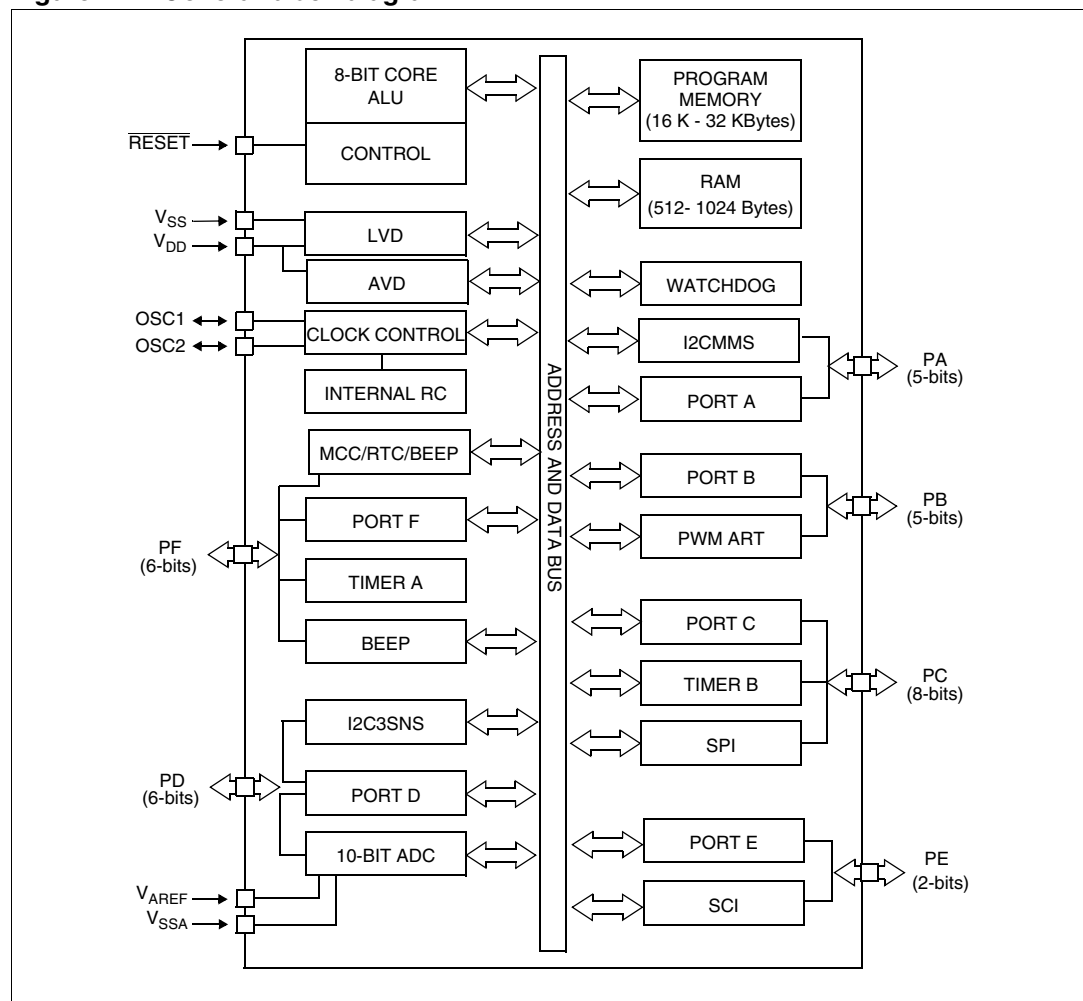 8-BIT CORE
ALU
CONTROL
RESET
VSS
VDD
LVD
AVD
OSC1
OSC2
CLOCK CONTROL
INTERNAL RC
MCC/RTC/BEEP
PORT F
PF
(6-bits)
TIMER A
BEEP
I2C3SNS
PD
(6-bits)
PORT D
10-BIT ADC
VAREF
VSSA
ADDRESS AND DATA BUS
PROGRAM
MEMORY
(16 K - 32 KBytes)
RAM
(512- 1024 Bytes)
WATCHDOG
I2CMMS
PA
(5-bits)
PORT A
PORT B
PB
(5-bits)
PWM ART
PORT C
TIMER B
PC
(8-bits)
SPI
PORT E
PE
(2-bits)
SCI